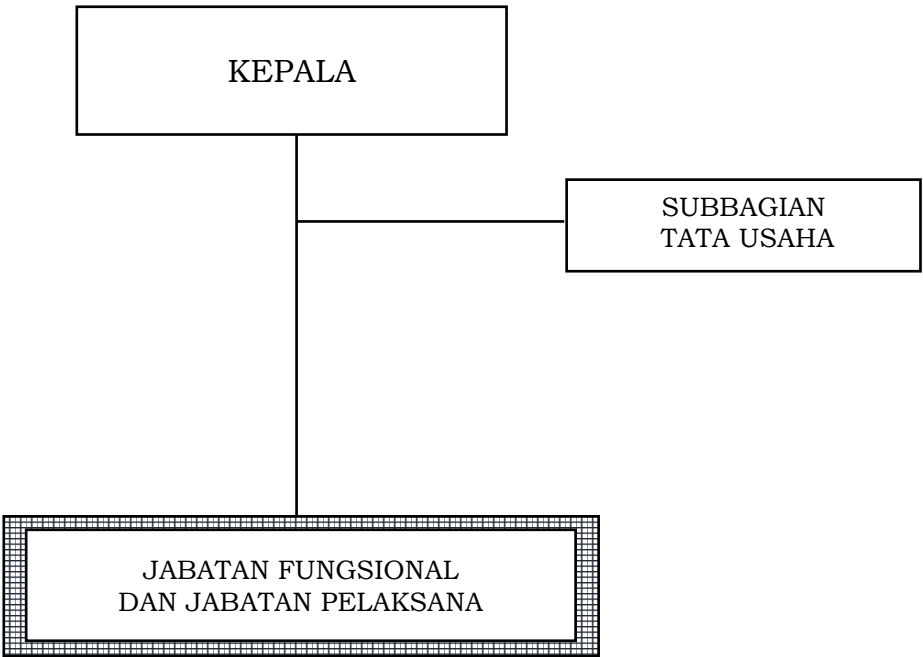 KEPALA
SUBBAGIAN
TATA USAHA
JABATAN FUNGSIONAL
DAN JABATAN PELAKSANA